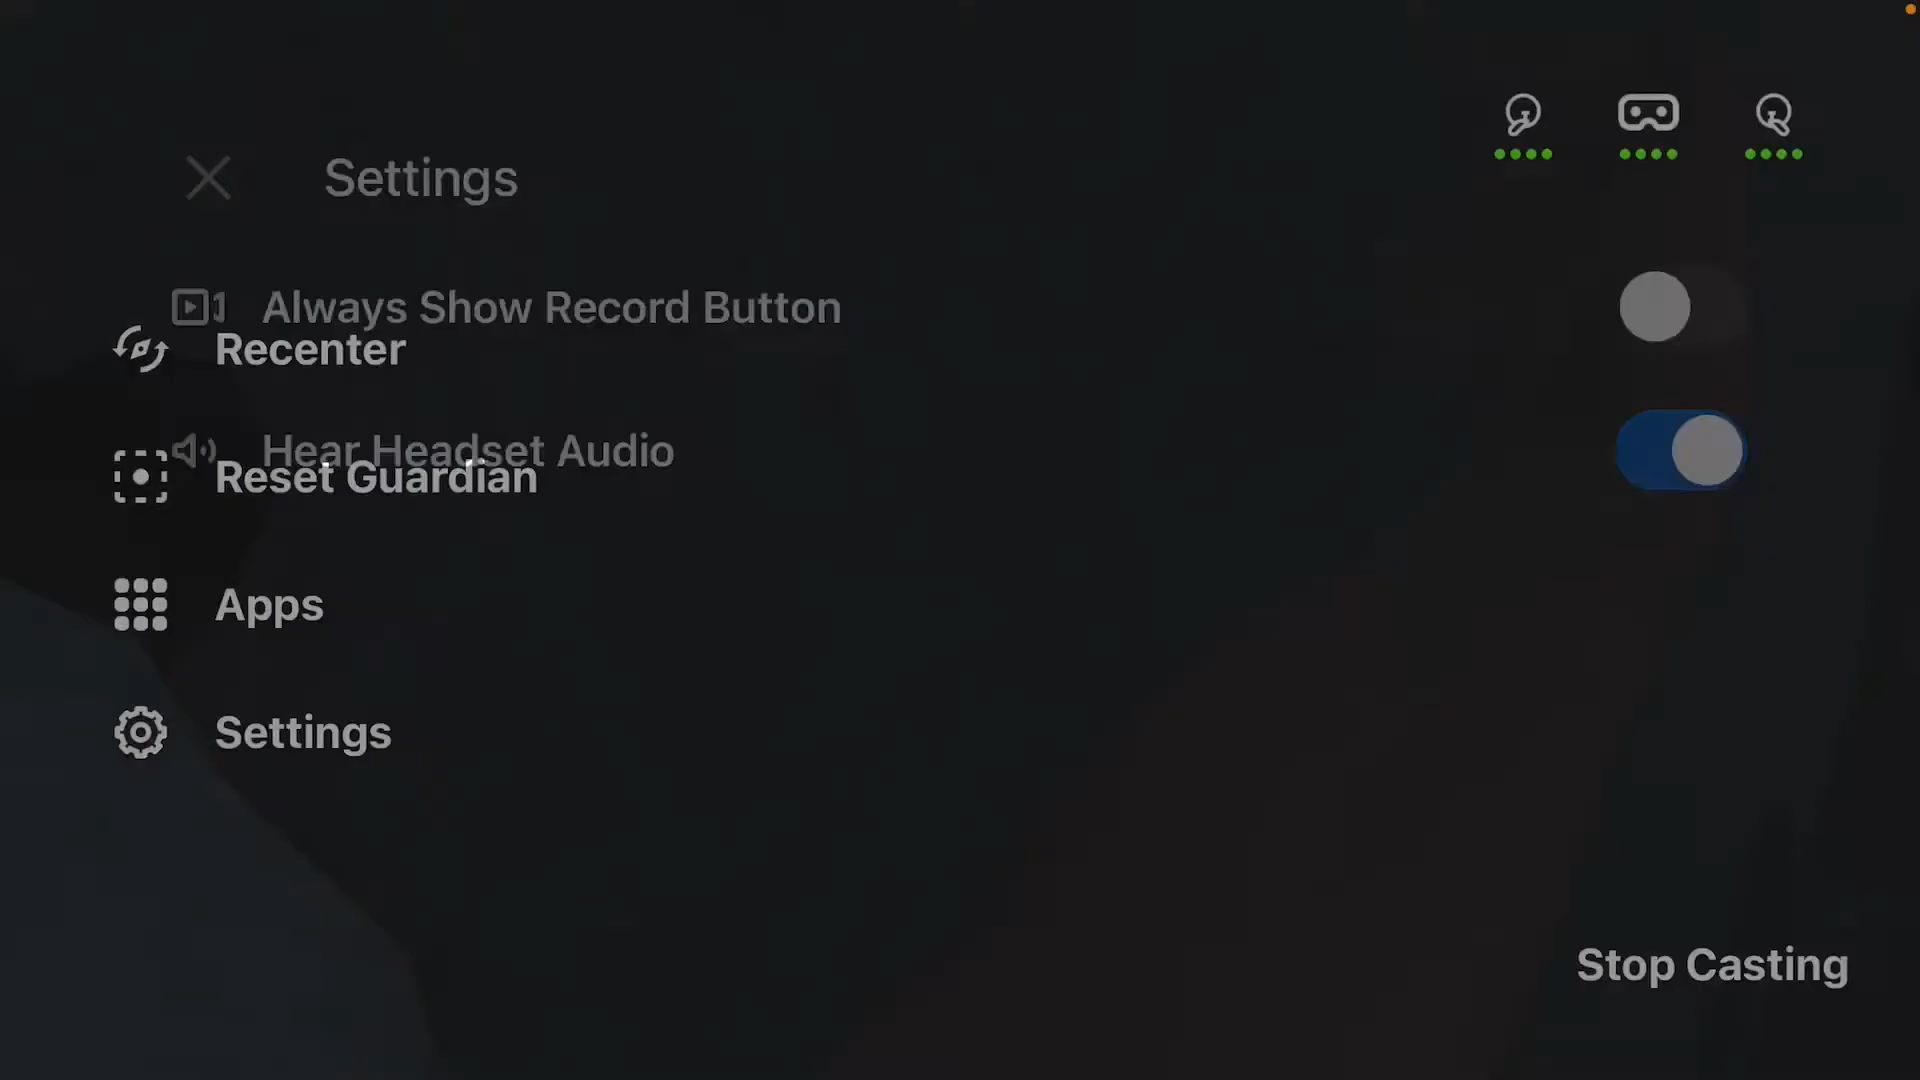 Settings
Always Show Record Button
Recenter
Hear Headset Audio
Reset Guardian
Apps
Settings
Stop Casting